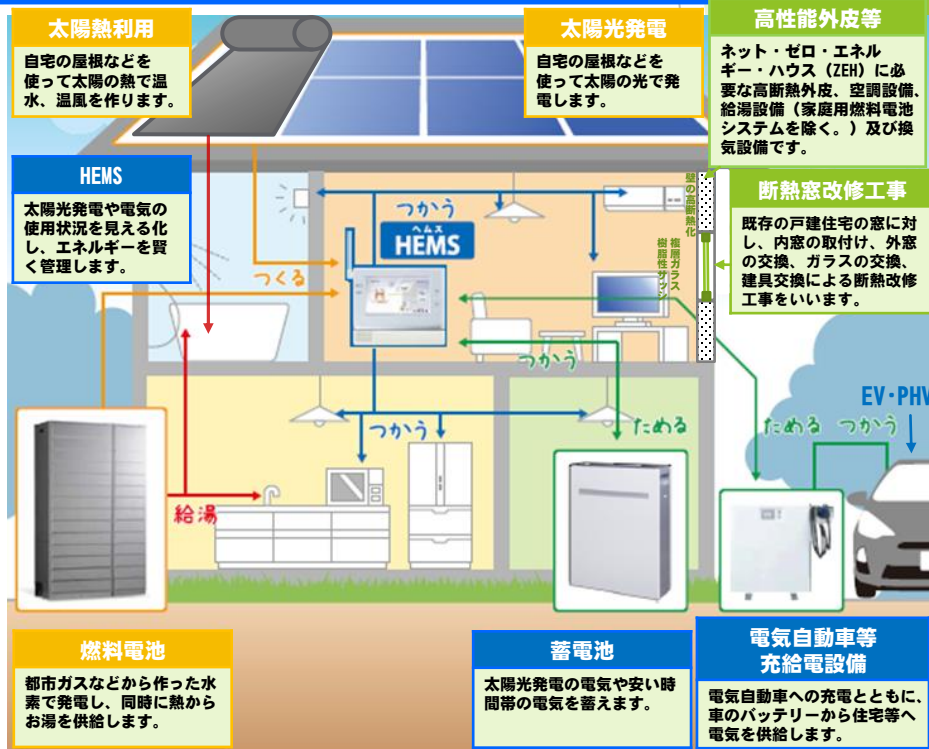 太陽熱利用
自宅の屋根などを
使って太陽の熱で温
水、温風を作ります。
太陽光発電
自宅の屋根などを
使って太陽の光で発
電します。
高性能外皮等
ネット・ゼロ・エネル
ギー・ハウス（ZEH）に必
要な高断熱外皮、空調設備、
給湯設備（家庭用燃料電池
システムを除く。）及び換
気設備です。
HEMS
太陽光発電や電気の
使用状況を見える化
し、エネルギーを賢
く管理します。
つかう
ヘムス
HEMS
つくる
壁の高断熱化
複層ガラス
樹脂性サッシ
断熱窓改修工事
既存の戸建住宅の窓に対
し、内窓の取付け、外窓
の交換、ガラスの交換、
建具交換による断熱改修
工事をいいます。
つかう
つかう
ためる
EV・PHV
ためる つかう
給湯
燃料電池
都市ガスなどから作った水
素で発電し、同時に熱から
お湯を供給します。
蓄電池
太陽光発電の電気や安い時
間帯の電気を蓄えます。
電気自動車等
充給電設備
電気自動車への充電とともに、
車のバッテリーから住宅等へ
電気を供給します。